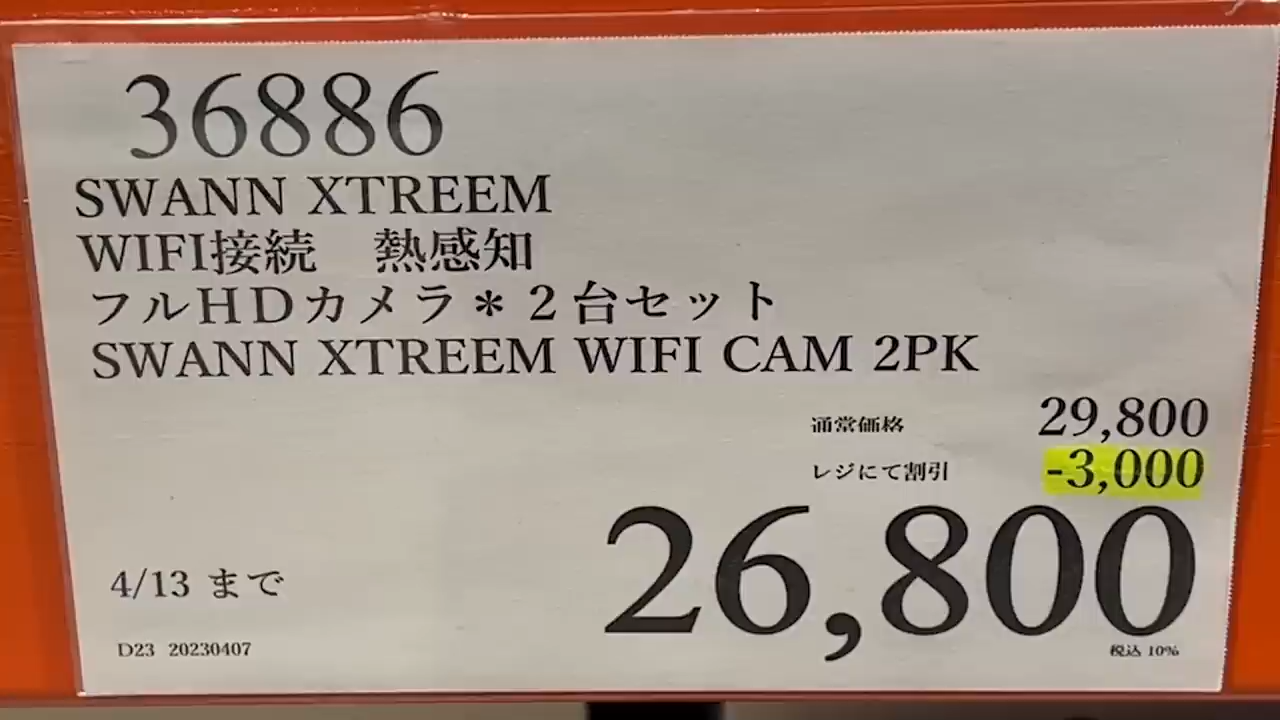 36886
SWANN XTREEM
WIFI接続　熱感知
フルHDカメラ＊２台セット
SWANN XTREEM WIFI CAM 2PK
通常価格 29,800
レジにて割引 -3,000
26,800
4/13 まで
D23 20230407
税込 10%